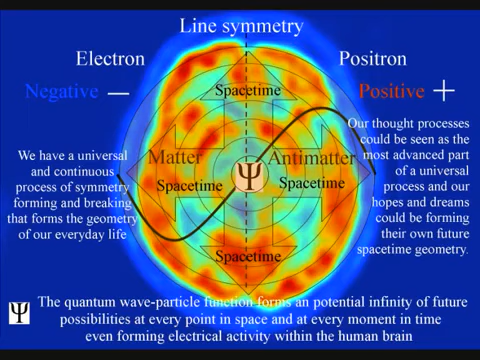 Line symmetry
Electron
Positron
Negative −
Positive +
Spacetime
Our thought processes
could be seen as the
most advanced part
of a universal
process and our
hopes and dreams
could be forming
their own future
spacetime geometry.
We have a universal
and continuous
process of symmetry
forming and breaking
that forms the geometry
of our everyday life
Matter
Antimatter
Spacetime
Ψ
Spacetime
Spacetime
Ψ
The quantum wave-particle function forms an potential infinity of future
possibilities at every point in space and at every moment in time
even forming electrical activity within the human brain